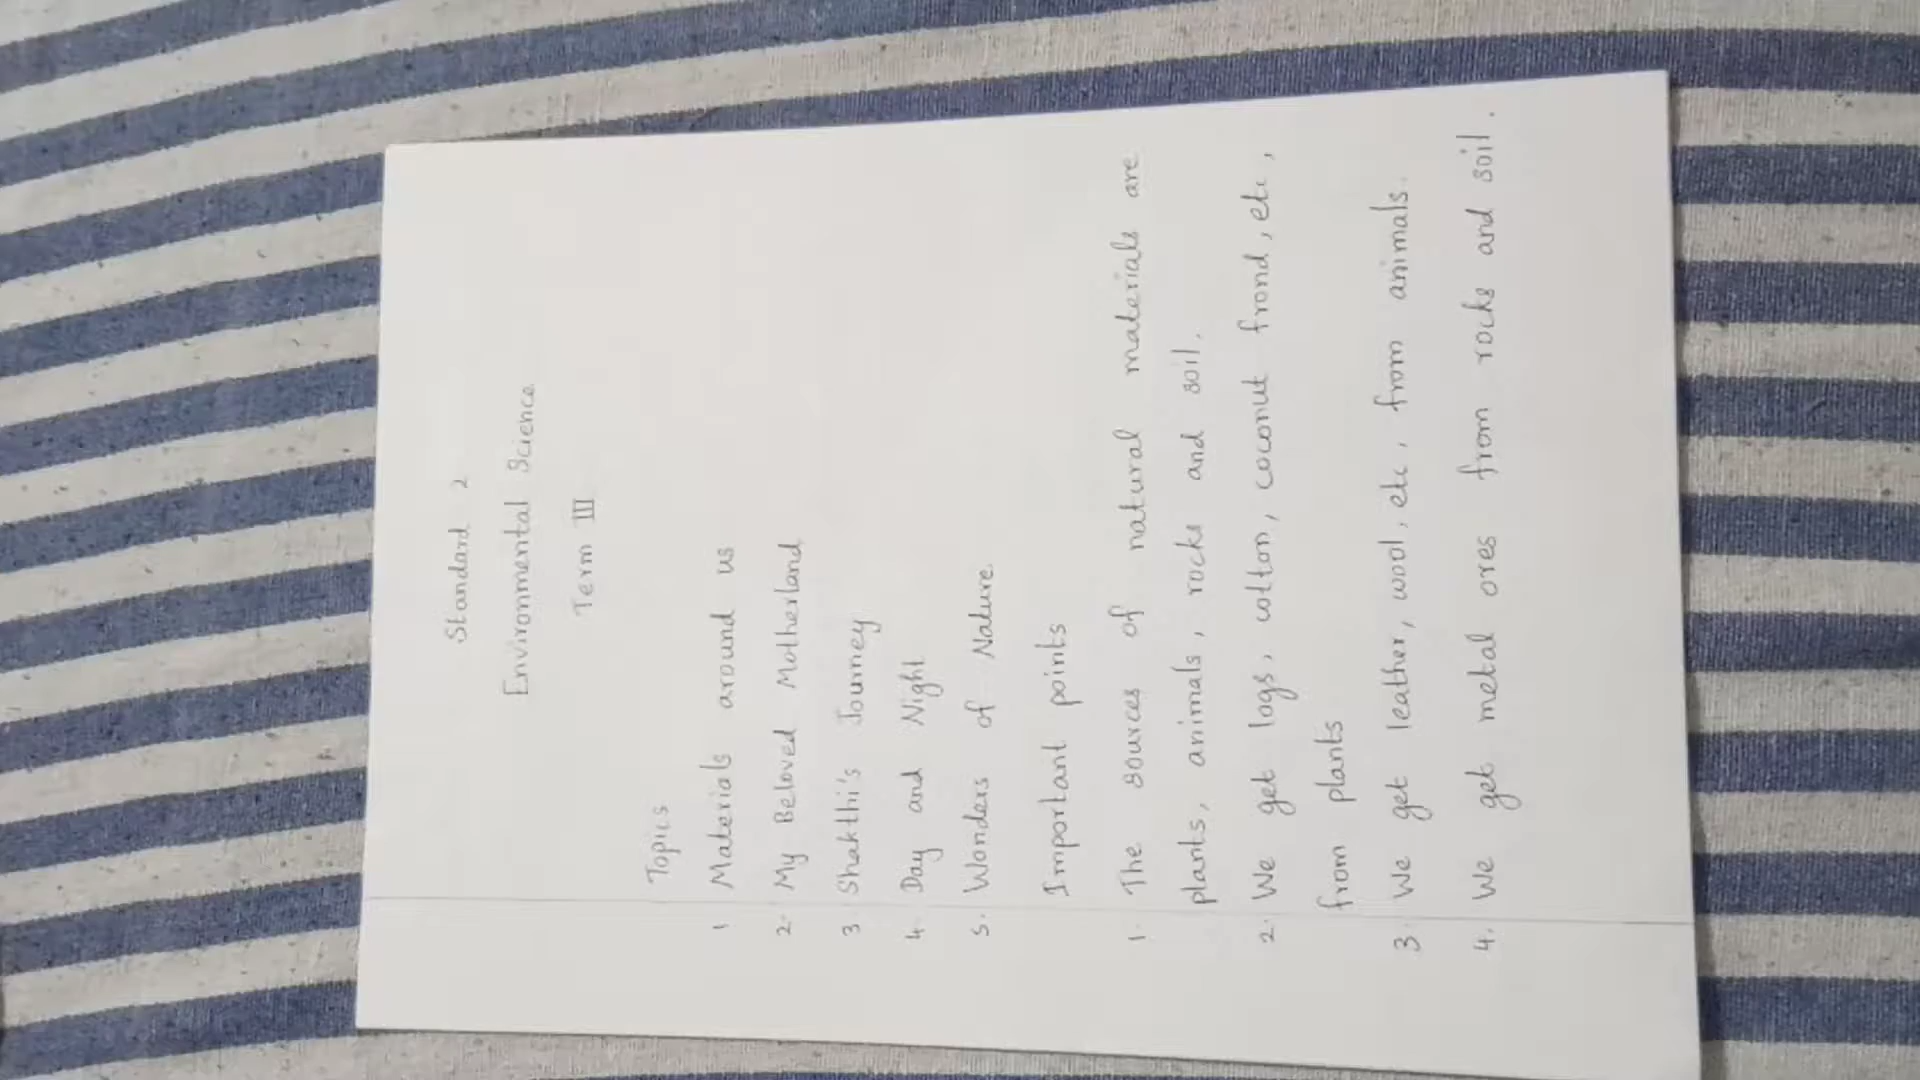 Standard 2
Environmental Science
Term III
Topics
1 Materials around us
2. My Beloved Motherland
3. Shakthi's Journey
4. Day and Night
5. Wonders of Nature.
Important points
1. The sources of natural materials are
plants, animals, rocks and soil.
2. We get logs, cotton, coconut frond, etc,
from plants
3. We get leather, wool, etc, from animals.
4. We get metal ores from rocks and soil.